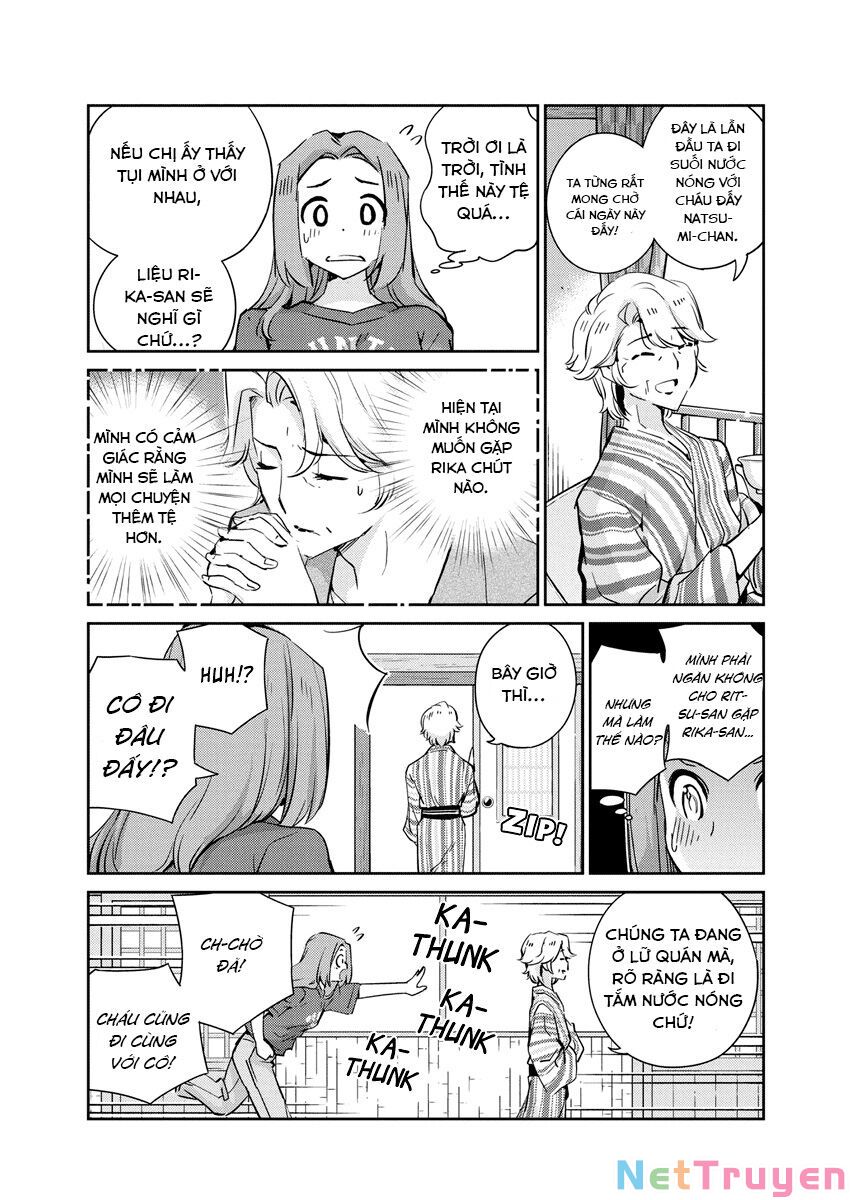 ĐÂY LÀ LẦN
ĐẦU TA ĐI
SUỐI NƯỚC
NÓNG VỚI
CHÁU ĐẤY
NATSU-
MI-CHAN.
TA TỪNG RẤT
MONG CHỜ
CÁI NGÀY NÀY
ĐẤY!
TRỜI ƠI LÀ
TRỜI, TÌNH
THẾ NÀY TỆ
QUÁ...
NẾU CHỊ ẤY THẤY
TỤI MÌNH Ở VỚI
NHAU,
LIỆU RI-
KA-SAN SẼ
NGHĨ GÌ
CHỨ...?
HIỆN TẠI
MÌNH KHÔNG
MUỐN GẶP
RIKA CHÚT
NÀO.
MÌNH CÓ CẢM
GIÁC RẰNG
MÌNH SẼ LÀM
MỌI CHUYỆN
THÊM TỆ
HƠN.
MÌNH PHẢI
NGĂN KHÔNG
CHO RIT-
SU-SAN GẶP
RIKA-SAN...
NHƯNG
MÀ LÀM
THẾ NÀO?
BÂY GIỜ
THÌ...
ZIP!
HUH!?
CÔ ĐI
ĐÂU
ĐẤY!?
CHÚNG TA ĐANG
Ở LỮ QUÁN MÀ,
RÕ RÀNG LÀ ĐI
TẮM NƯỚC NÓNG
CHỨ!
KA-
THUNK
KA-
THUNK
KA-
THUNK
CH-CHỜ
ĐÃ!
CHÁU CŨNG
ĐI CÙNG
VỚI CÔ!
NetTruyen